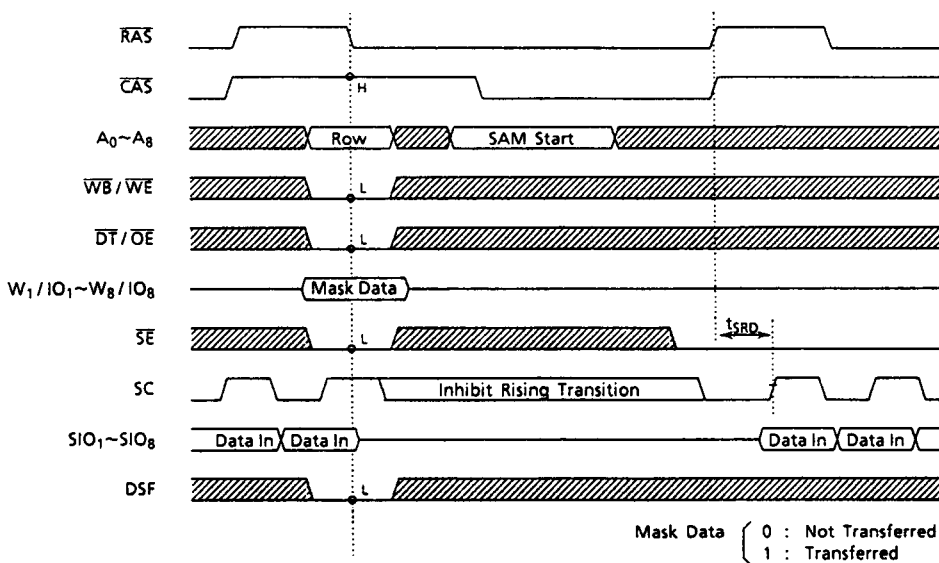 RAS
CAS
H
A0~A8
Row
SAM Start
WB / WE
L
DT / OE
L
W1 / IO1~W8 / IO8
Mask Data
SE
L
tSRD
SC
Inhibit Rising Transition
SIO1~SIO8
Data In
Data In
Data In
Data In
DSF
L
Mask Data
0 : Not Transferred
1 : Transferred